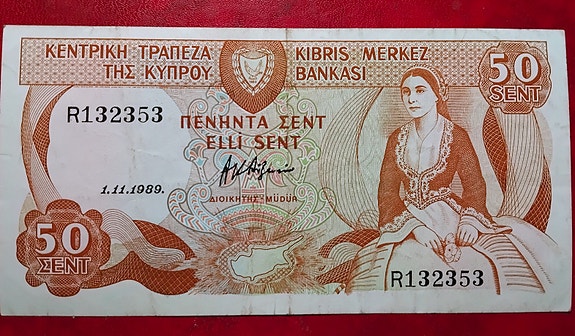 ΚΕΝΤΡΙΚΗ ΤΡΑΠΕΖΑ
ΤΗΣ ΚΥΠΡΟΥ
KIBRIS MERKEZ
BANKASI
50
SENT
R132353
ΠΕΝΗΝΤΑ ΣΕΝΤ
ELLI SENT
1.11.1989.
ΔΙΟΙΚΗΤΗΣ - MÜDÜR
50
ΣΕΝΤ
R132353